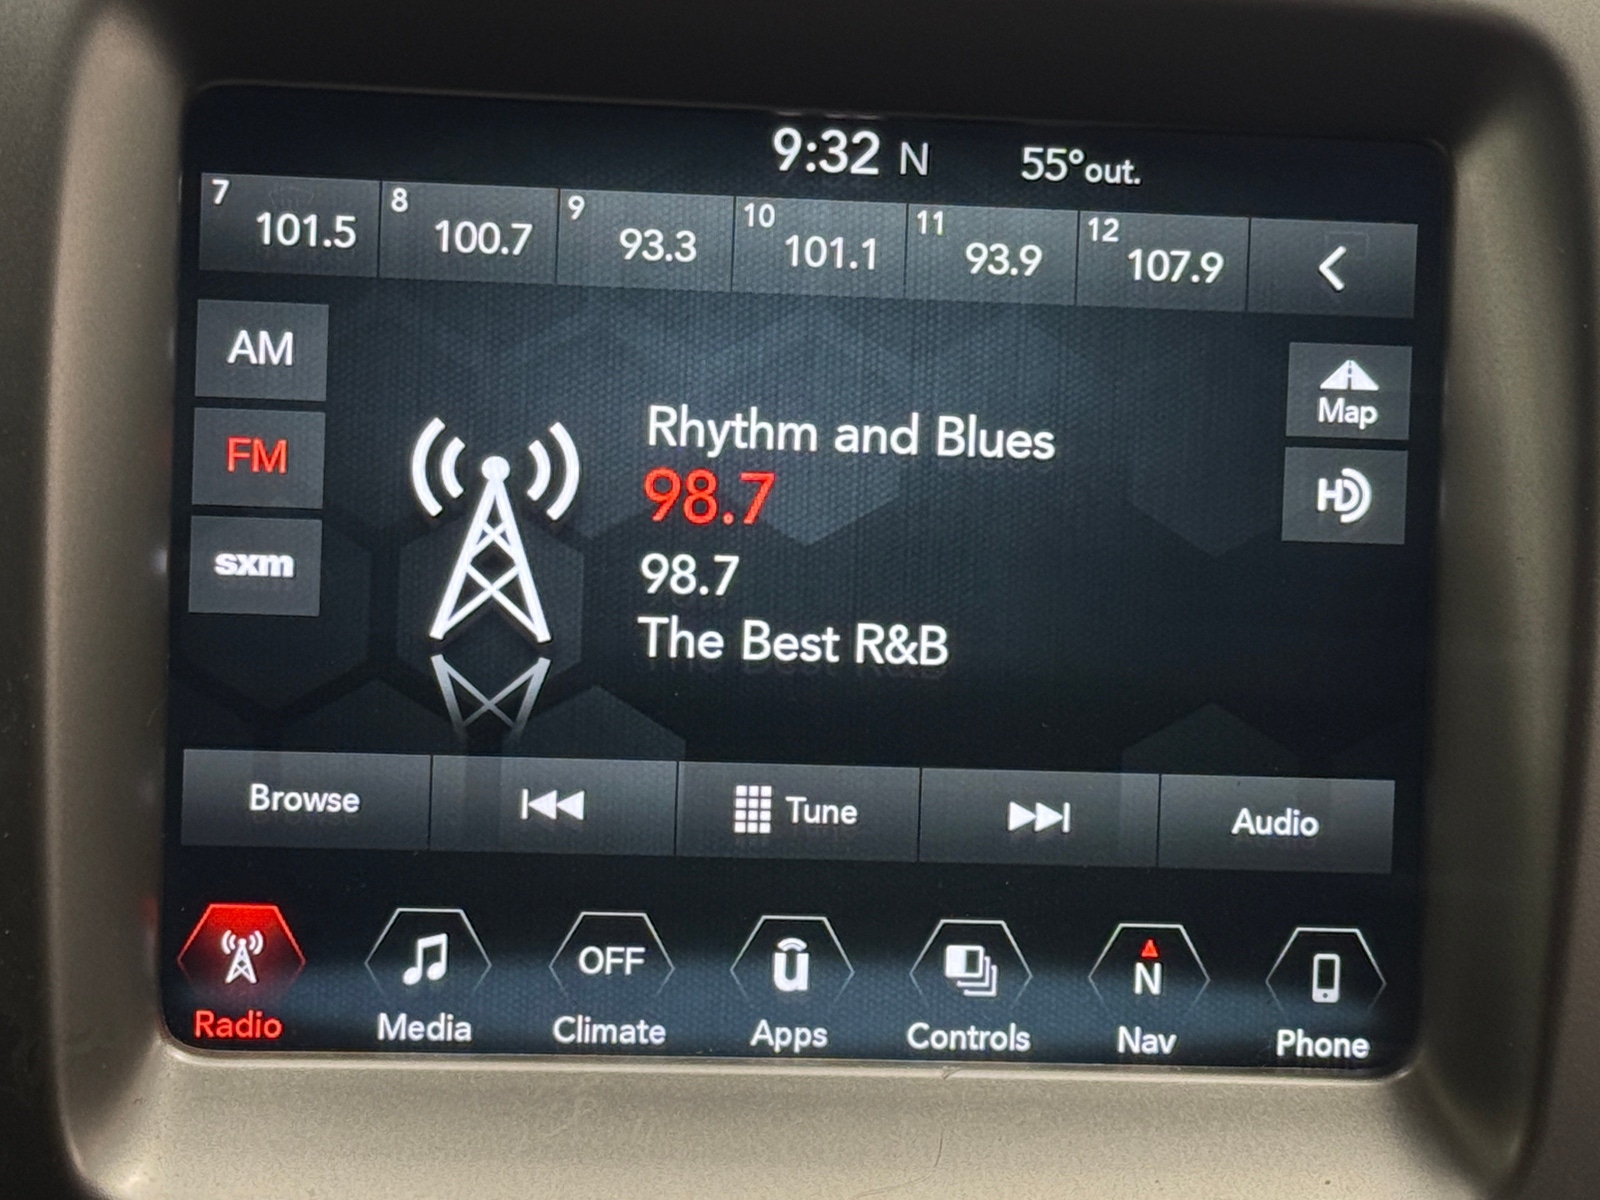 9:32 N 55°out.
7 101.5 8 100.7 9 93.3 10 101.1 11 93.9 12 107.9
AM
FM
sxm
Map
HD
Rhythm and Blues
98.7
98.7
The Best R&B
Browse Tune Audio
OFF ū N
Radio Media Climate Apps Controls Nav Phone